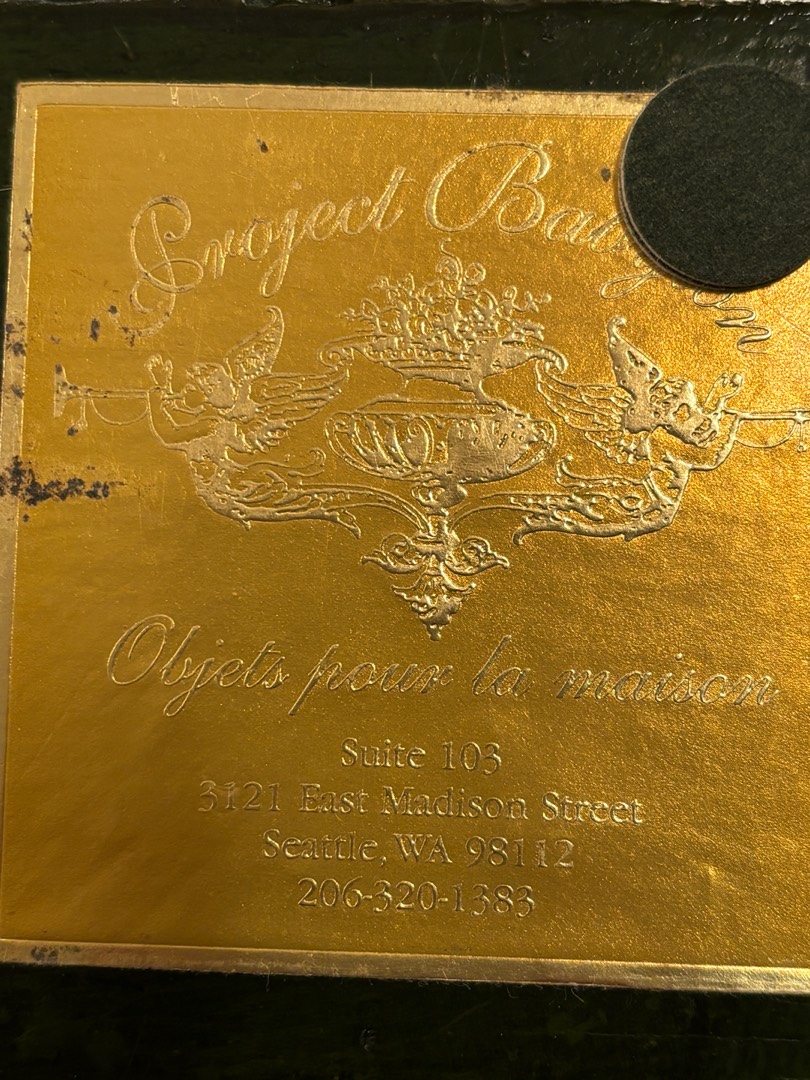 Project
Objets pour la maison
Suite 103
3121 East Madison Street
Seattle, WA 98112
206-320-1383